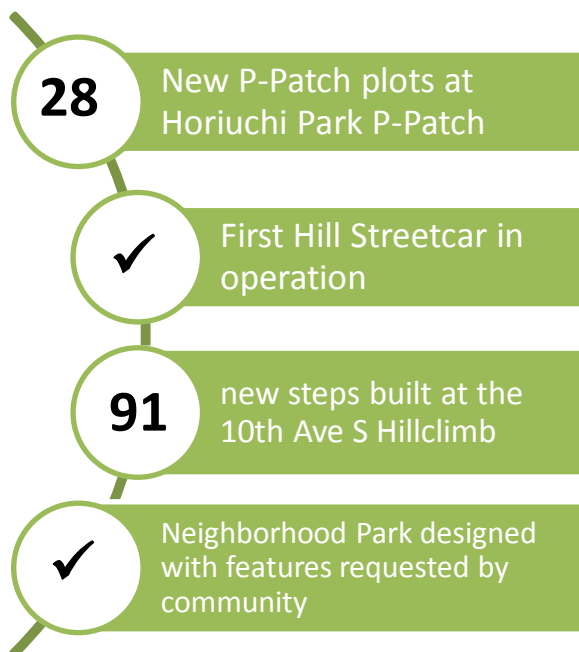 28
New P-Patch plots at
Horiuchi Park P-Patch
✓
First Hill Streetcar in
operation
91
new steps built at the
10th Ave S Hillclimb
✓
Neighborhood Park designed
with features requested by
community